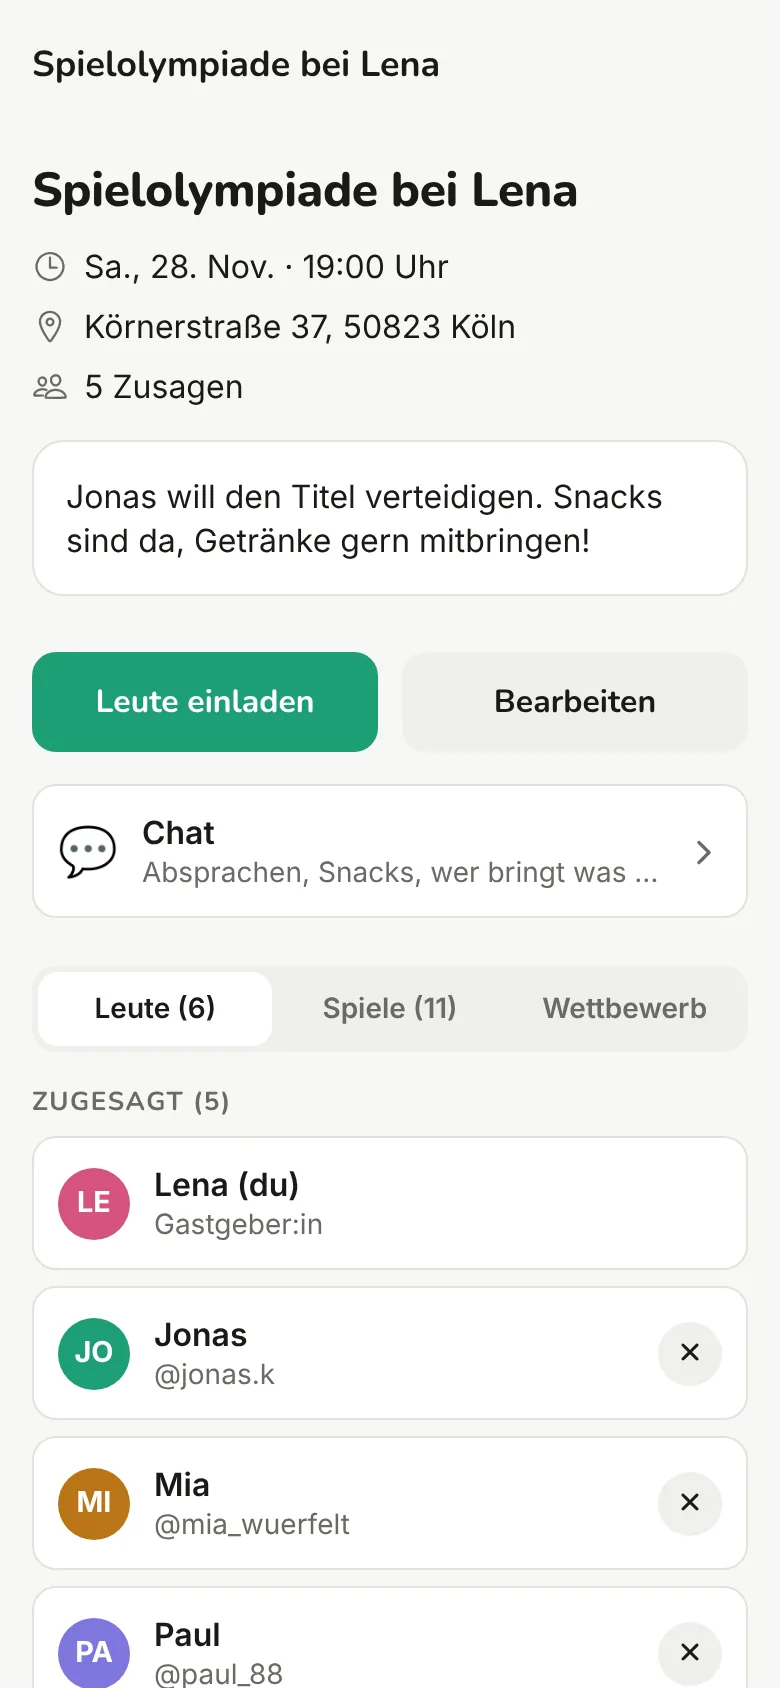 Spielolympiade bei Lena
Spielolympiade bei Lena
Sa., 28. Nov. · 19:00 Uhr
Körnerstraße 37, 50823 Köln
5 Zusagen
Jonas will den Titel verteidigen. Snacks
sind da, Getränke gern mitbringen!
Leute einladen
Bearbeiten
Chat
Absprachen, Snacks, wer bringt was ...
Leute (6)
Spiele (11)
Wettbewerb
ZUGESAGT (5)
LE
Lena (du)
Gastgeber:in
JO
Jonas
@jonas.k
MI
Mia
@mia_wuerfelt
PA
Paul
@paul_88